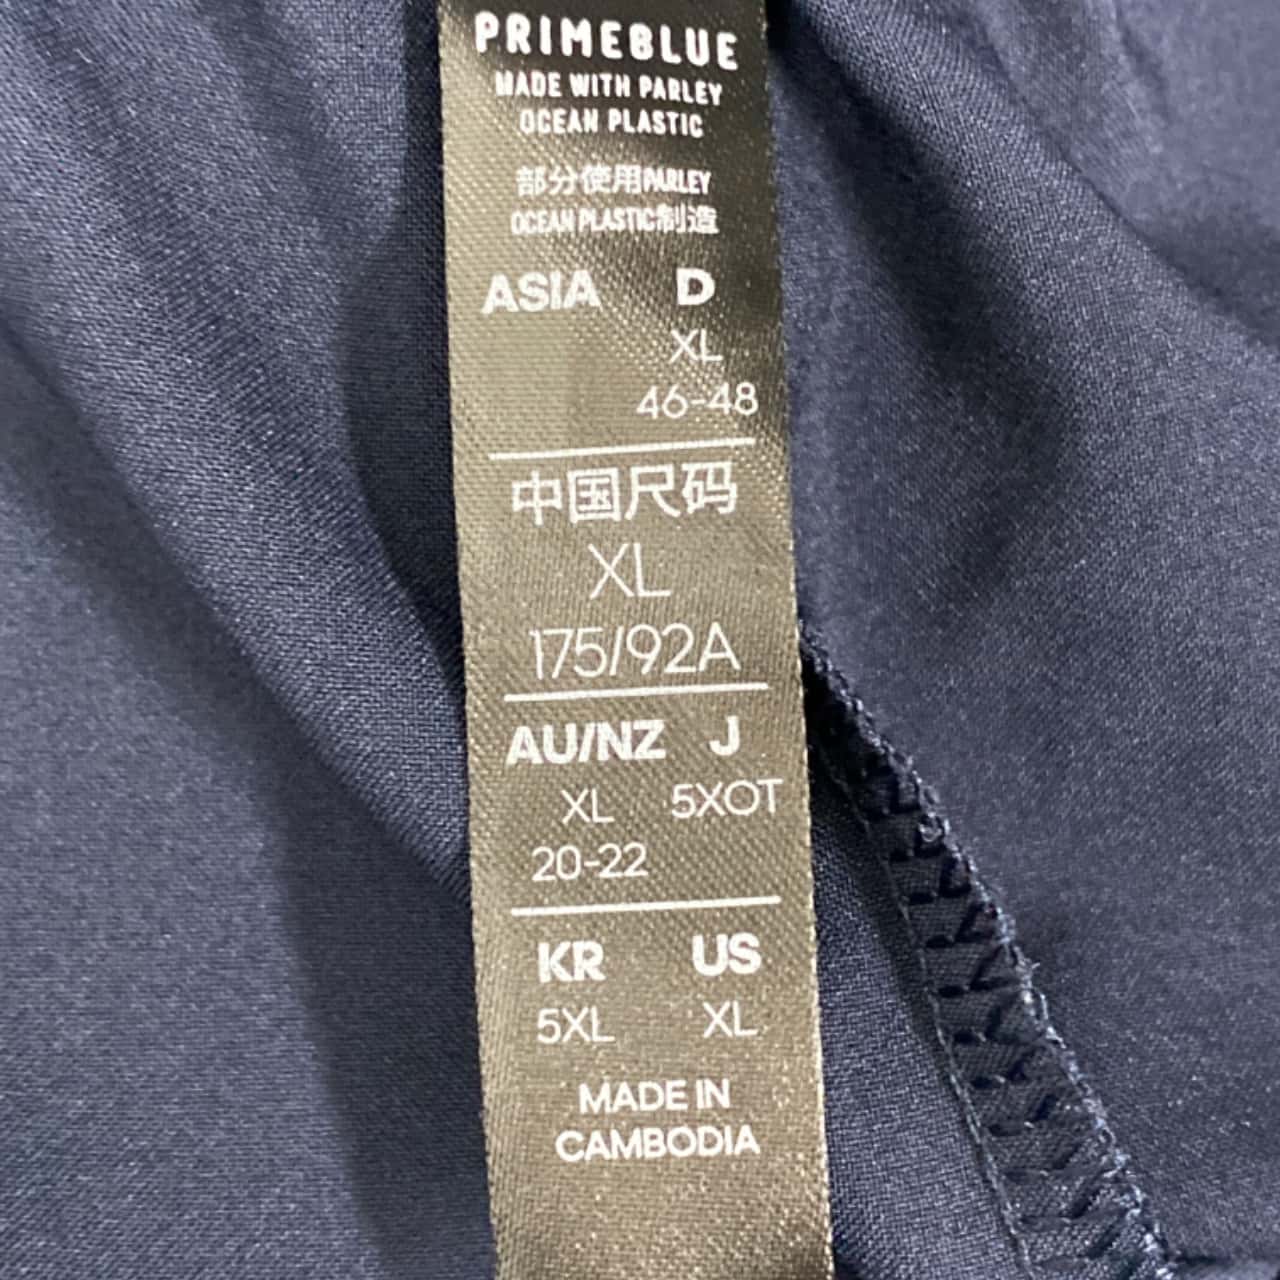 PRIMEBLUE
MADE WITH PARLEY
OCEAN PLASTIC
部分使用PARLEY
OCEAN PLASTIC制造
ASIA D
XL
46-48
中国尺码
XL
175/92A
AU/NZ J
XL 5XOT
20-22
KR US
5XL XL
MADE IN
CAMBODIA